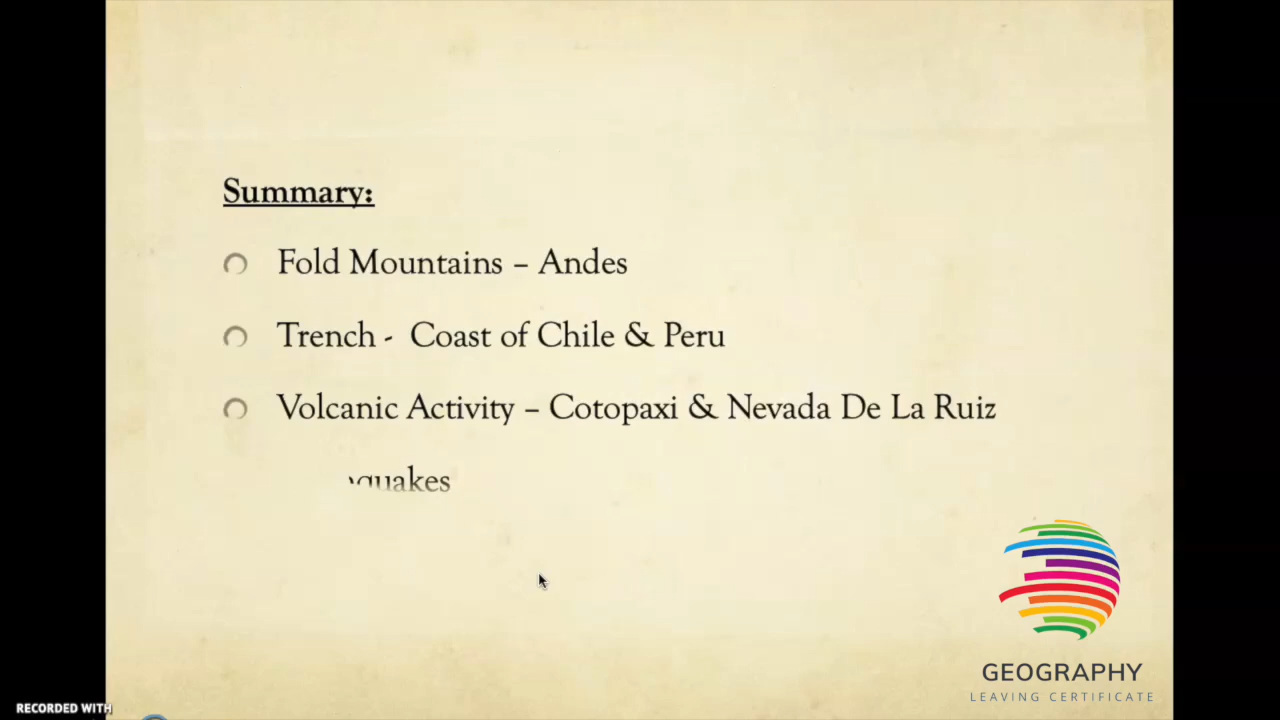 Summary:
Fold Mountains – Andes
Trench - Coast of Chile & Peru
Volcanic Activity – Cotopaxi & Nevada De La Ruiz
GEOGRAPHY
LEAVING CERTIFICATE
RECORDED WITH